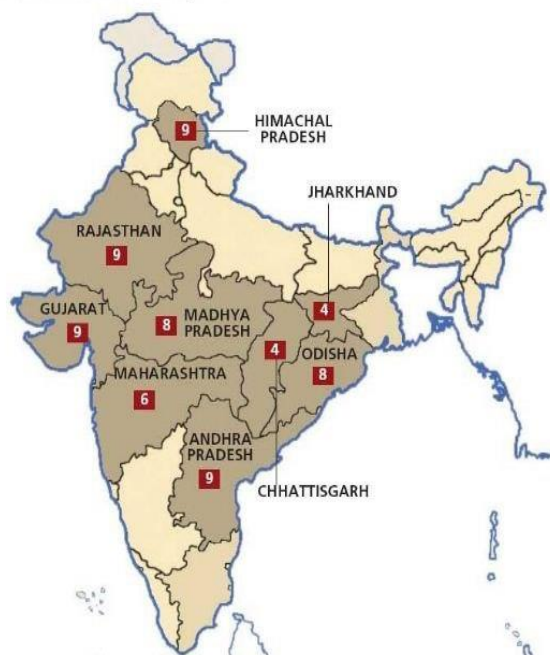 HIMACHAL
PRADESH
9
JHARKHAND
4
RAJASTHAN
9
GUJARAT
9
MADHYA
PRADESH
8
4
CHHATTISGARH
ODISHA
8
MAHARASHTRA
6
ANDHRA
PRADESH
9